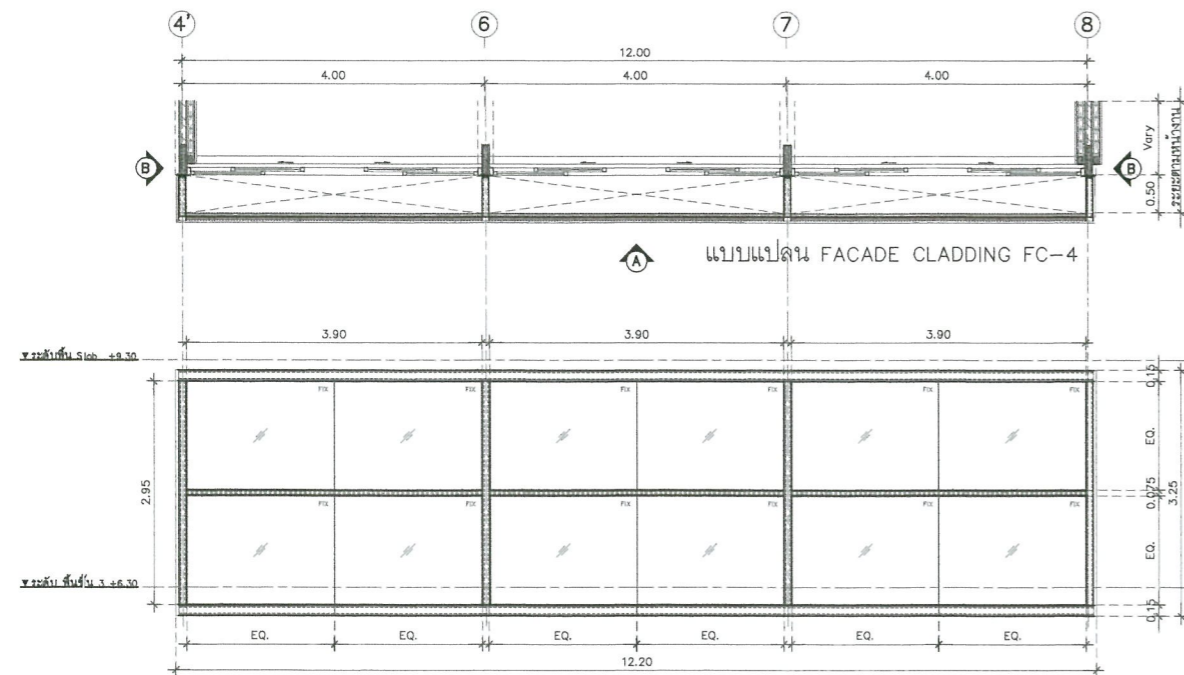 4' 6 7 8
12.00
4.00 4.00 4.00
Vary
0.50
ระยะตามหน้างาน
B B
A
แบบแปลน FACADE CLADDING FC-4
3.90 3.90 3.90
ระดับพื้น Slab +9.30
0.15
FIX FIX FIX FIX FIX FIX
EQ.
2.95
0.075
3.25
FIX FIX FIX FIX FIX FIX
EQ.
ระดับ พื้นชั้น 3 +6.30
0.15
EQ. EQ. EQ. EQ. EQ. EQ.
12.20